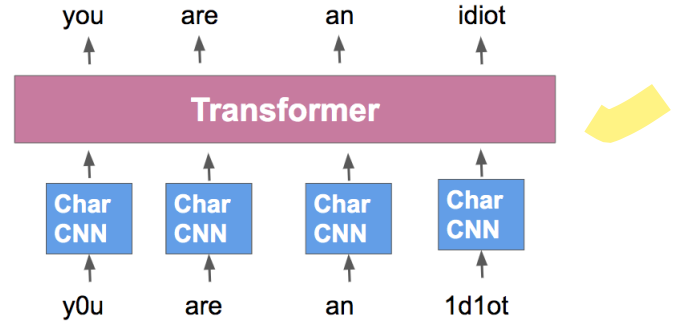 you are an idiot
Transformer
Char Char Char Char
CNN CNN CNN CNN
y0u are an 1d1ot